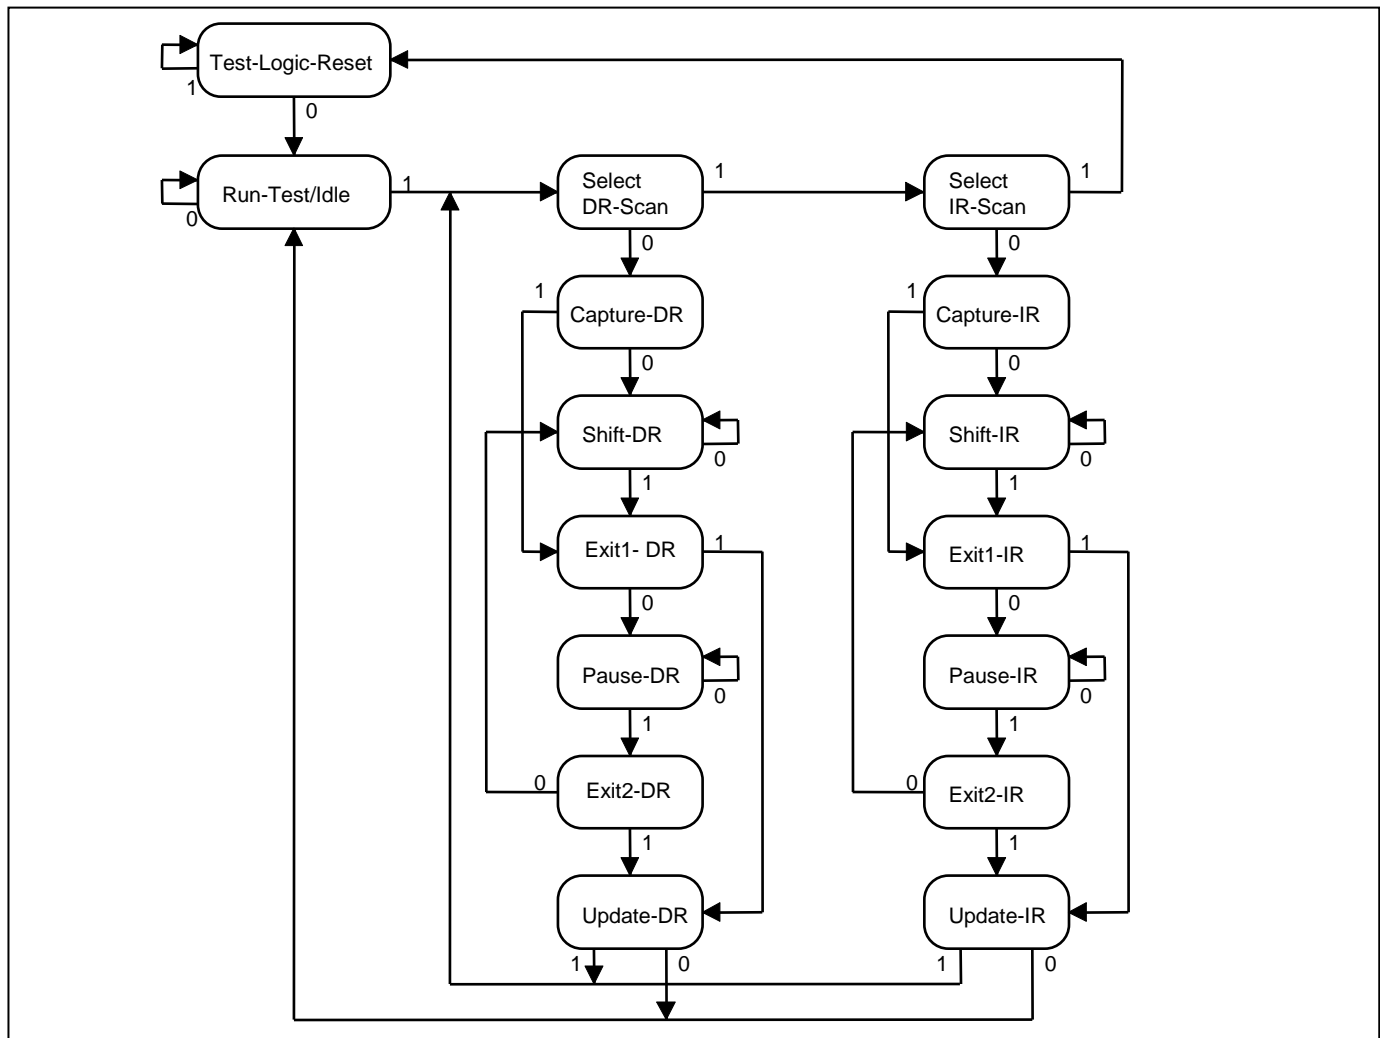 Test-Logic-Reset
1
0
Run-Test/Idle
0
1
Select
DR-Scan
1
0
Select
IR-Scan
1
0
Capture-DR
1
0
Capture-IR
1
0
Shift-DR
0
1
Shift-IR
0
1
Exit1- DR
1
0
Exit1-IR
1
0
Pause-DR
0
1
Pause-IR
0
1
Exit2-DR
0
1
Exit2-IR
0
1
Update-DR
1
0
Update-IR
1
0